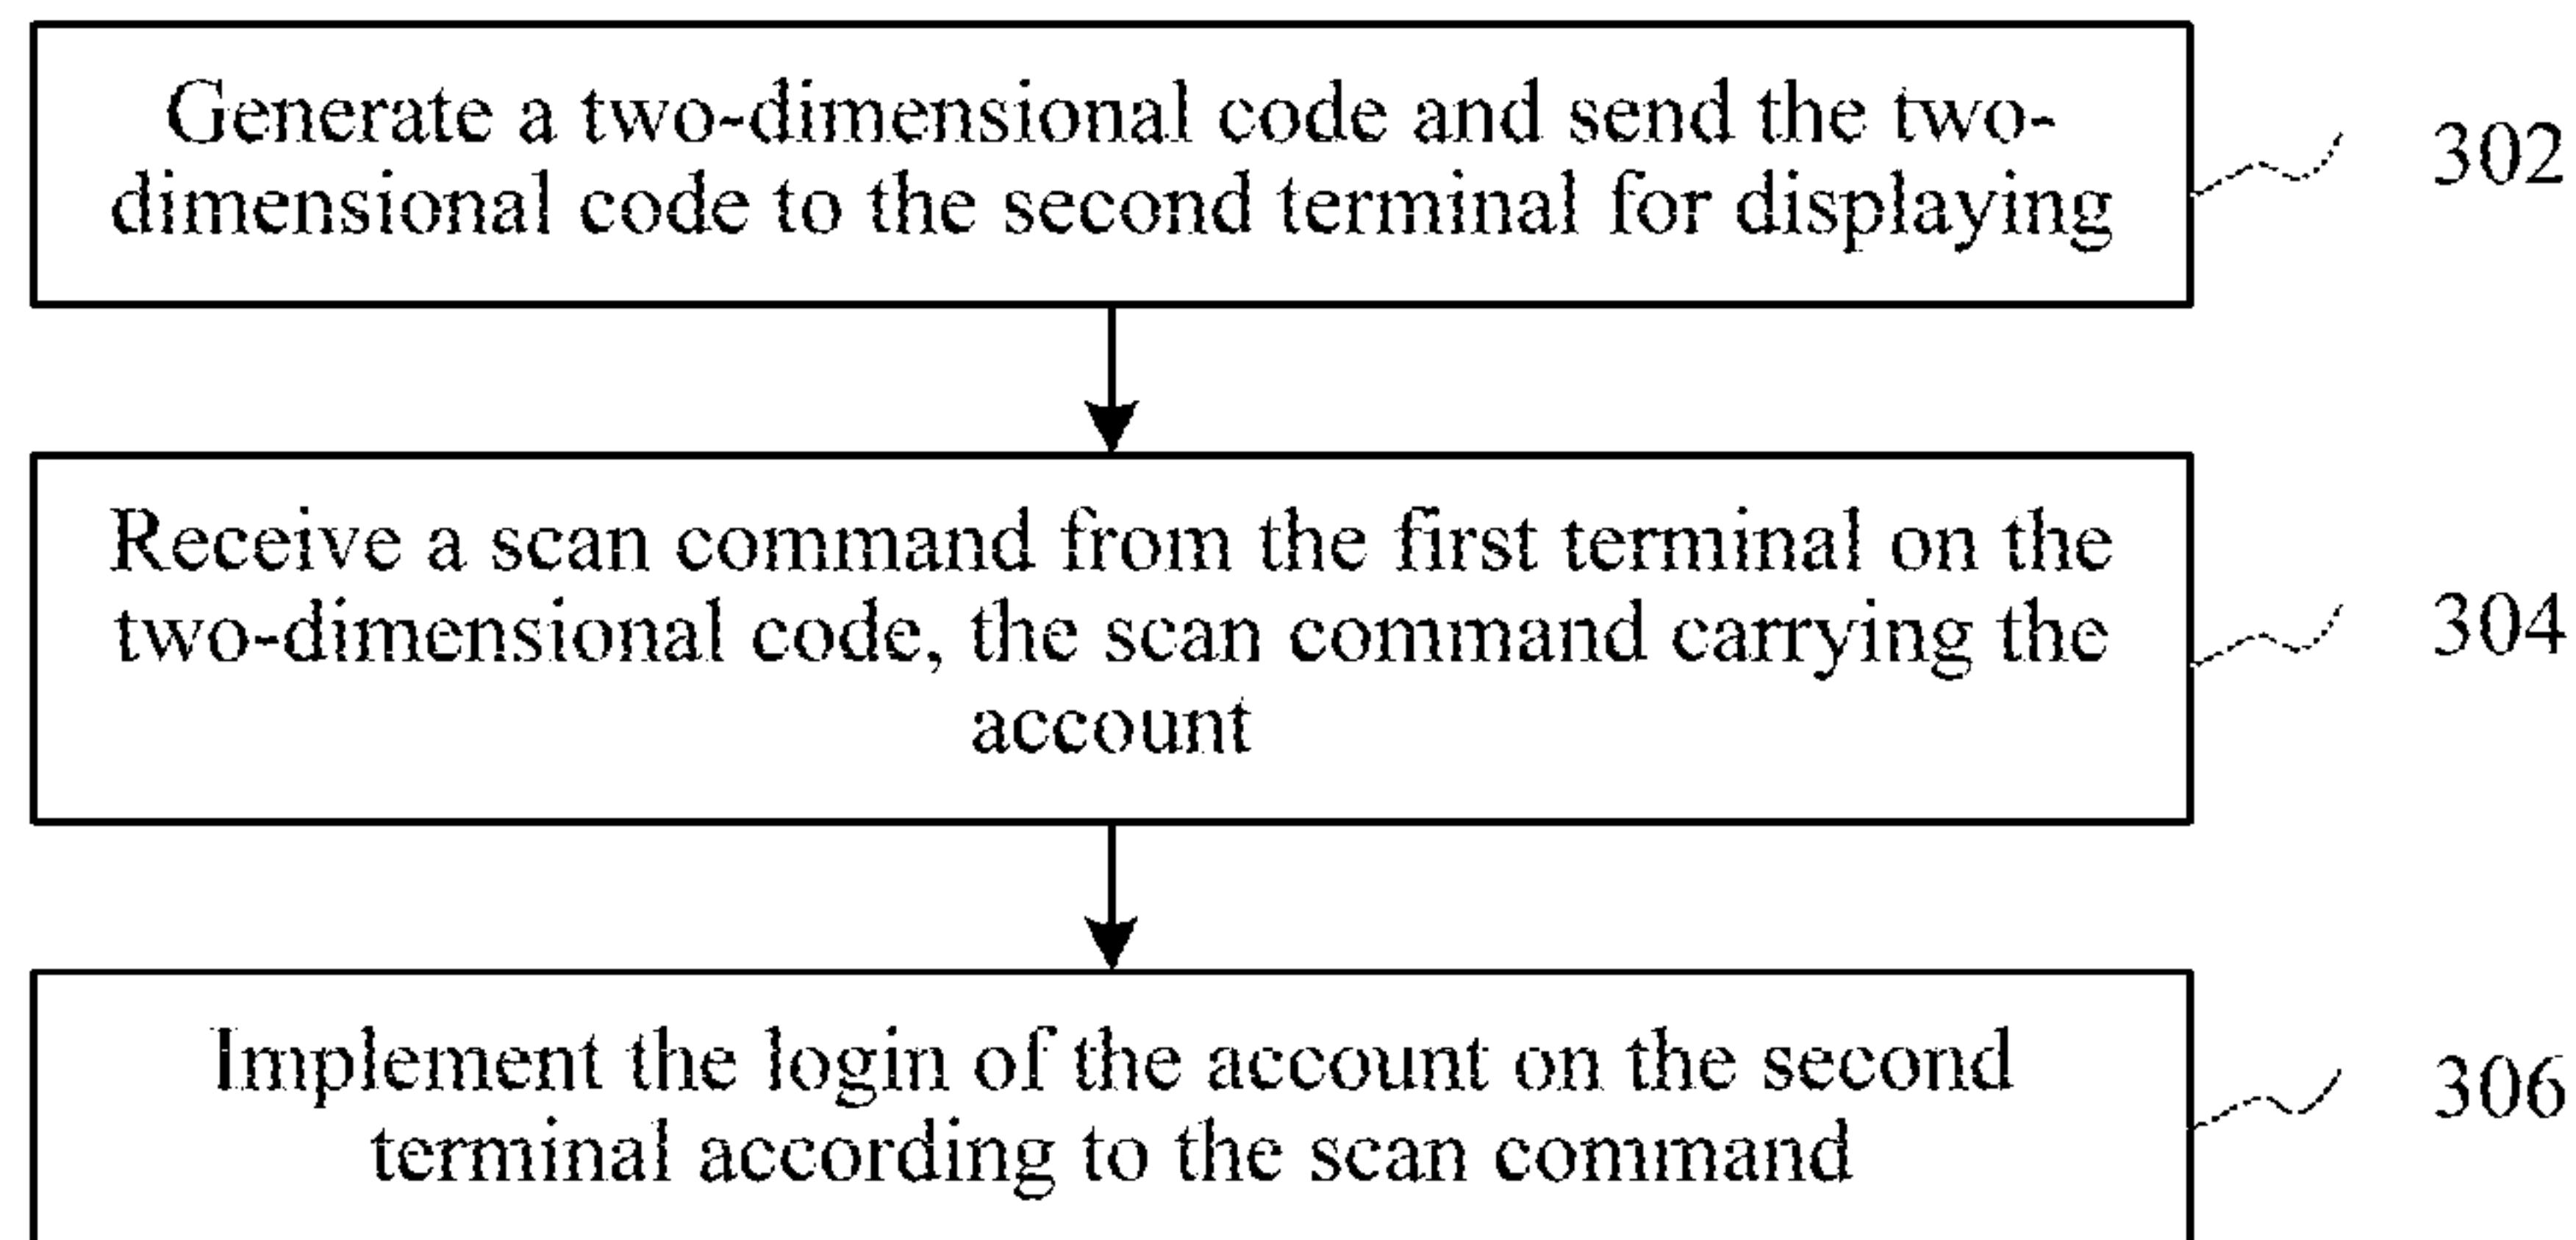 Generate a two-dimensional code and send the two-
dimensional code to the second terminal for displaying
302
Receive a scan command from the first terminal on the
two-dimensional code, the scan command carrying the
account
304
Implement the login of the account on the second
terminal according to the scan command
306